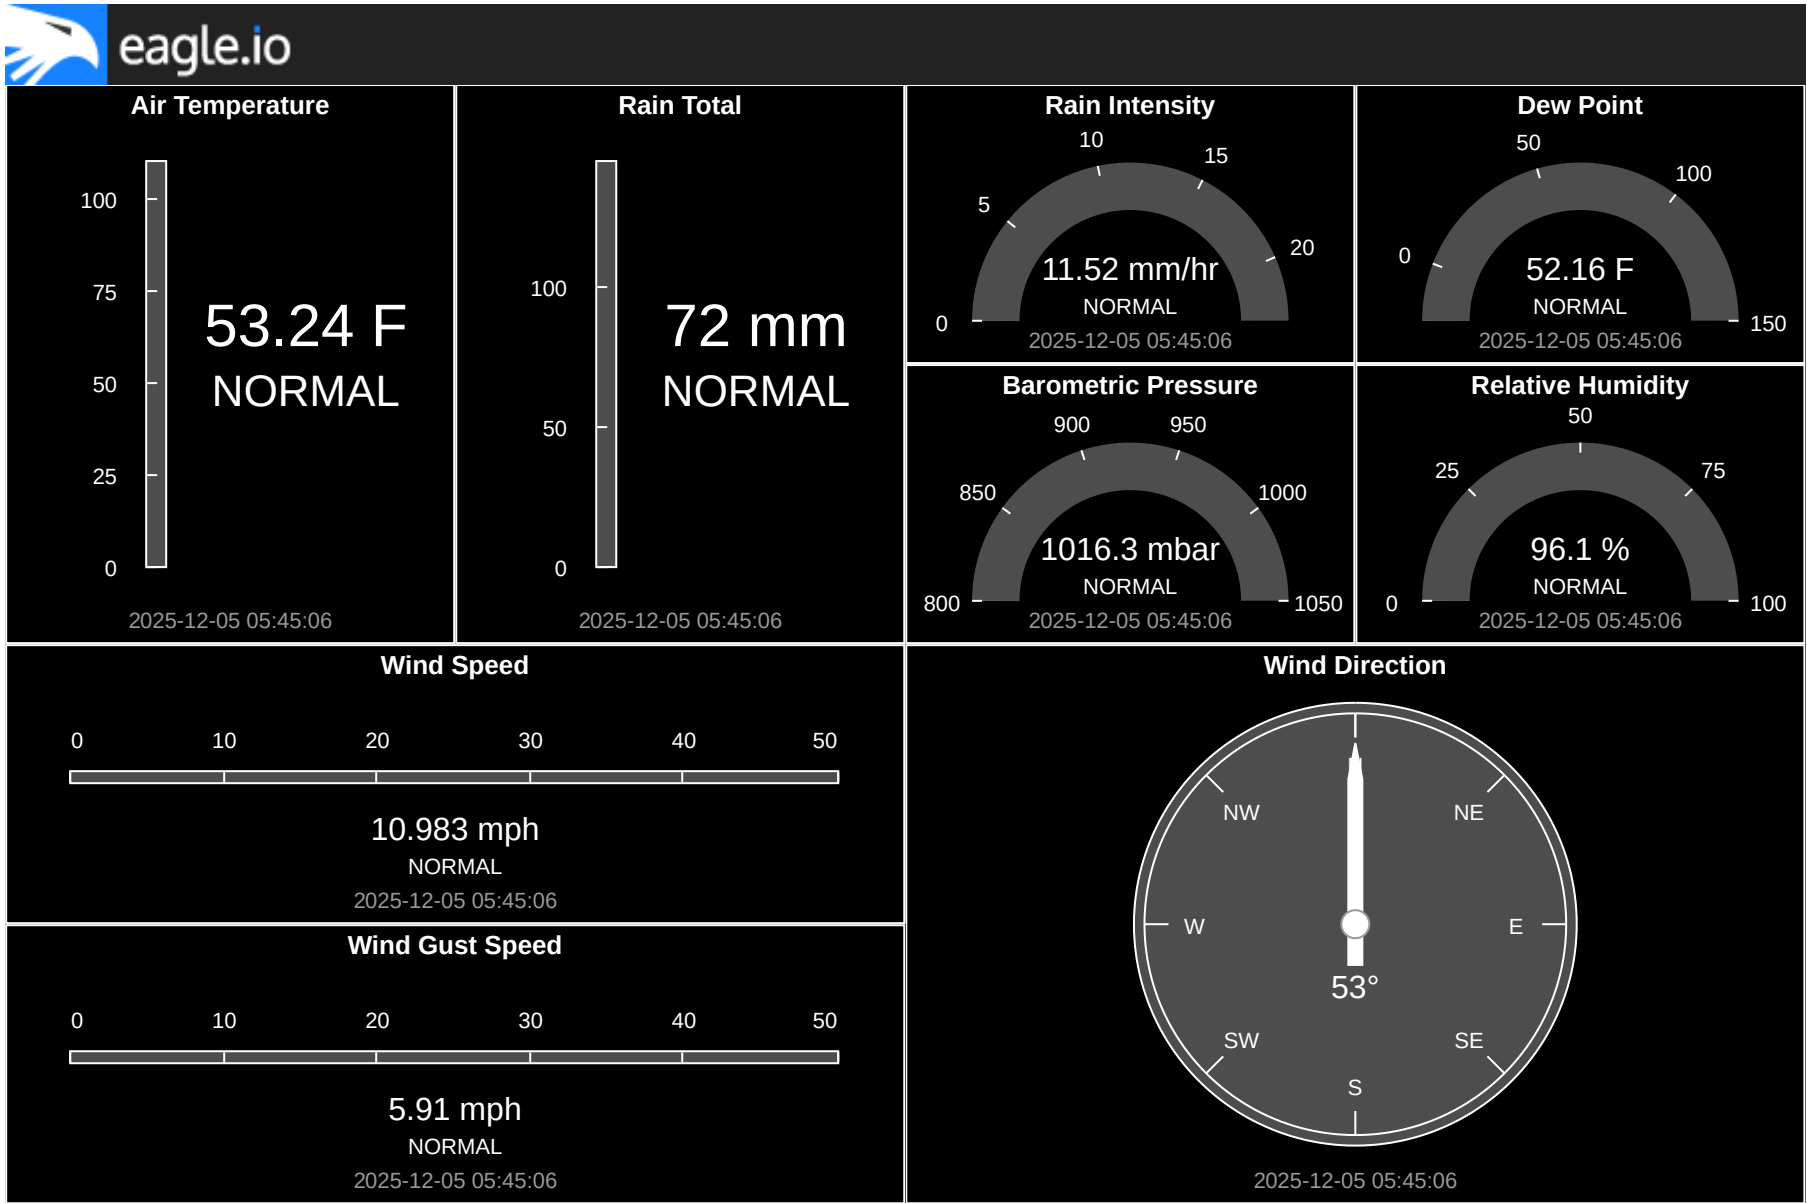 eagle.io
Air Temperature
100
75
50
25
0
53.24 F
NORMAL
2025-12-05 05:45:06
Rain Total
100
50
0
72 mm
NORMAL
2025-12-05 05:45:06
Rain Intensity
0
5
10
15
20
11.52 mm/hr
NORMAL
2025-12-05 05:45:06
Dew Point
0
50
100
150
52.16 F
NORMAL
2025-12-05 05:45:06
Barometric Pressure
800
850
900
950
1000
1050
1016.3 mbar
NORMAL
2025-12-05 05:45:06
Relative Humidity
0
25
50
75
100
96.1 %
NORMAL
2025-12-05 05:45:06
Wind Speed
0 10 20 30 40 50
10.983 mph
NORMAL
2025-12-05 05:45:06
Wind Gust Speed
0 10 20 30 40 50
5.91 mph
NORMAL
2025-12-05 05:45:06
Wind Direction
NW NE
W E
53°
SW SE
S
2025-12-05 05:45:06